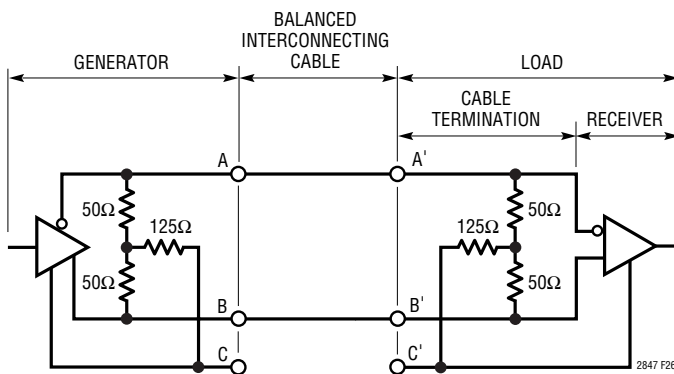 BALANCED
INTERCONNECTING
CABLE
GENERATOR
LOAD
CABLE
TERMINATION
RECEIVER
A
A'
50Ω
125Ω
50Ω
125Ω
50Ω
50Ω
B
B'
C
C'
2847 F26